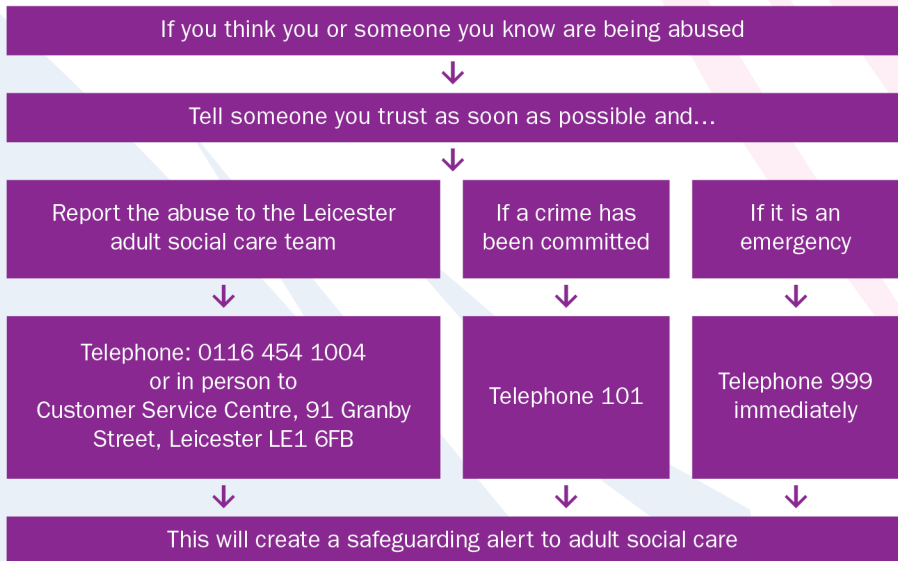 If you think you or someone you know are being abused
Tell someone you trust as soon as possible and...
Report the abuse to the Leicester
adult social care team
If a crime has
been committed
If it is an
emergency
Telephone: 0116 454 1004
or in person to
Customer Service Centre, 91 Granby
Street, Leicester LE1 6FB
Telephone 101
Telephone 999
immediately
This will create a safeguarding alert to adult social care